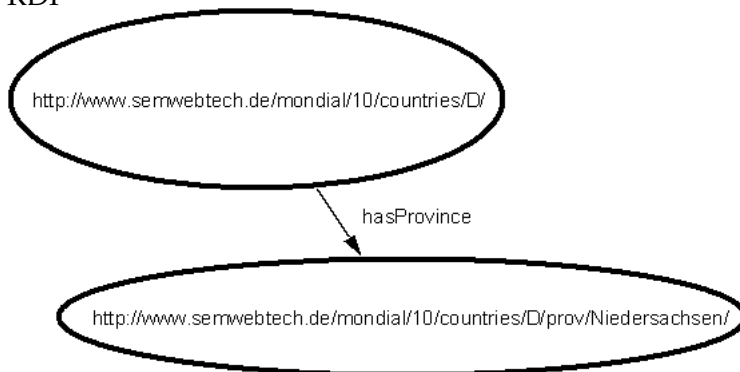 RDF
http://www.semwebtech.de/mondial/10/countries/D/
hasProvince
http://www.semwebtech.de/mondial/10/countries/D/prov/Niedersachsen/